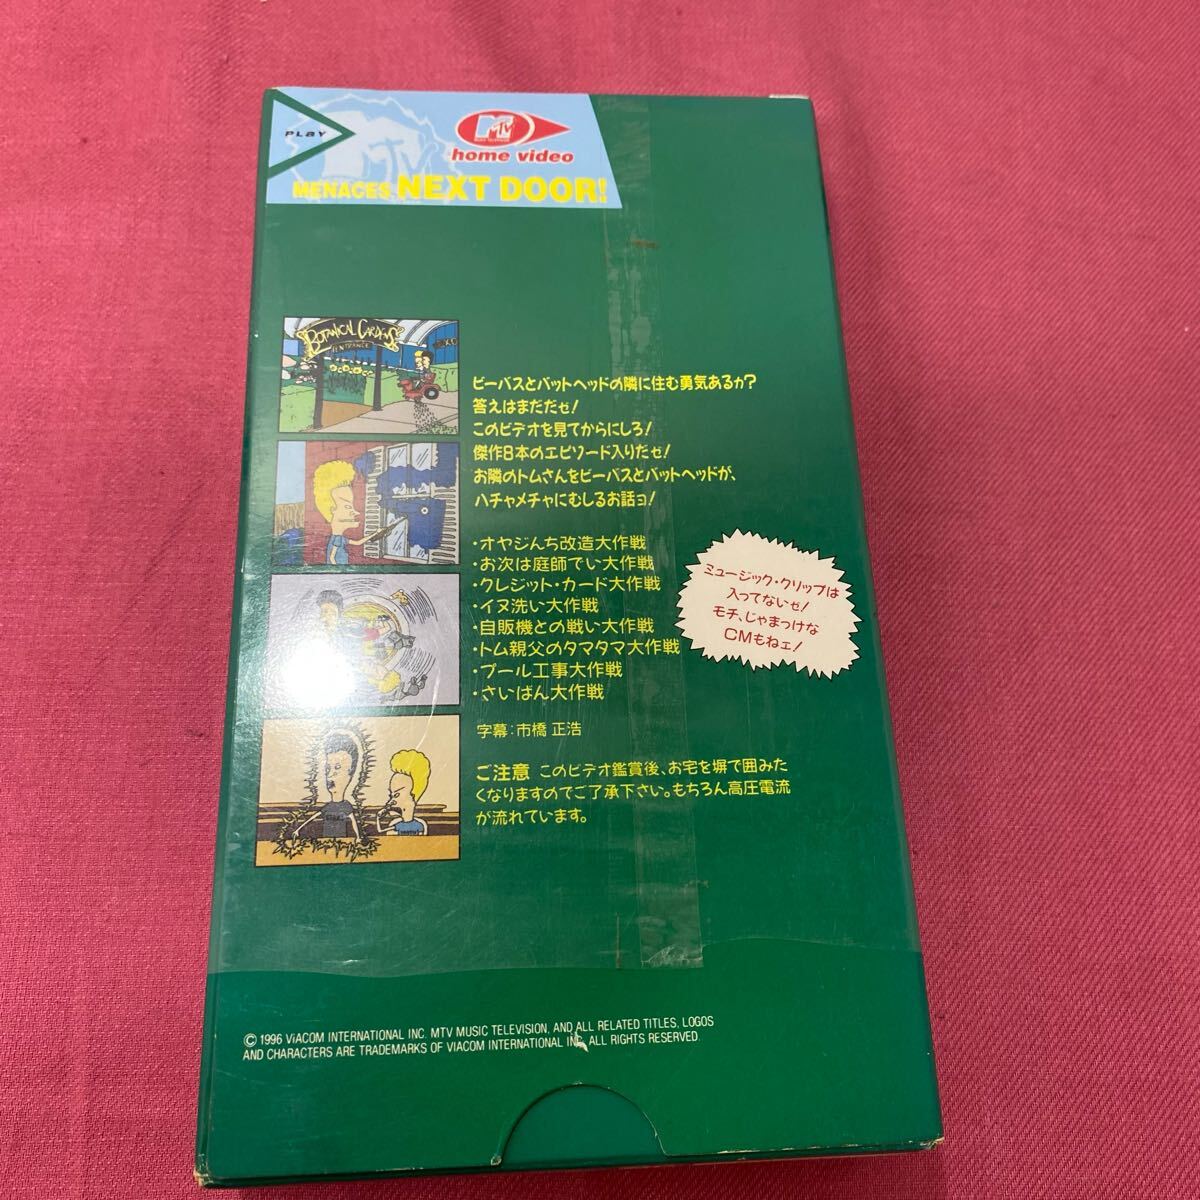 PLAY
MTV
MUSIC TELEVISION
home video
MENACES NEXT DOOR!
BOTANICAL GARDENS
ENTRANCE
ビーバスとバットヘッドの隣に住む勇気あるカ?
答えはまだだゼ!
このビデオを見てからにしろ!
傑作8本のエピソード入りだゼ!
お隣のトムさんをビーバスとバットヘッドが、
ハチャメチャにむしるお話ョ!
・オヤジんち改造大作戦
・お次は庭師でい大作戦
・クレジット・カード大作戦
・イヌ洗い大作戦
・自販機との戦い大作戦
・トム親父のタマタマ大作戦
・プール工事大作戦
・さいばん大作戦
ミュージック・クリップは
入ってないゼ!
モチ、じゃまっけな
CMもねェ!
字幕:市橋 正浩
ご注意 このビデオ鑑賞後、お宅を塀で囲みた
くなりますのでご了承下さい。もちろん高圧電流
が流れています。
© 1996 VIACOM INTERNATIONAL INC. MTV MUSIC TELEVISION, AND ALL RELATED TITLES, LOGOS
AND CHARACTERS ARE TRADEMARKS OF VIACOM INTERNATIONAL INC. ALL RIGHTS RESERVED.